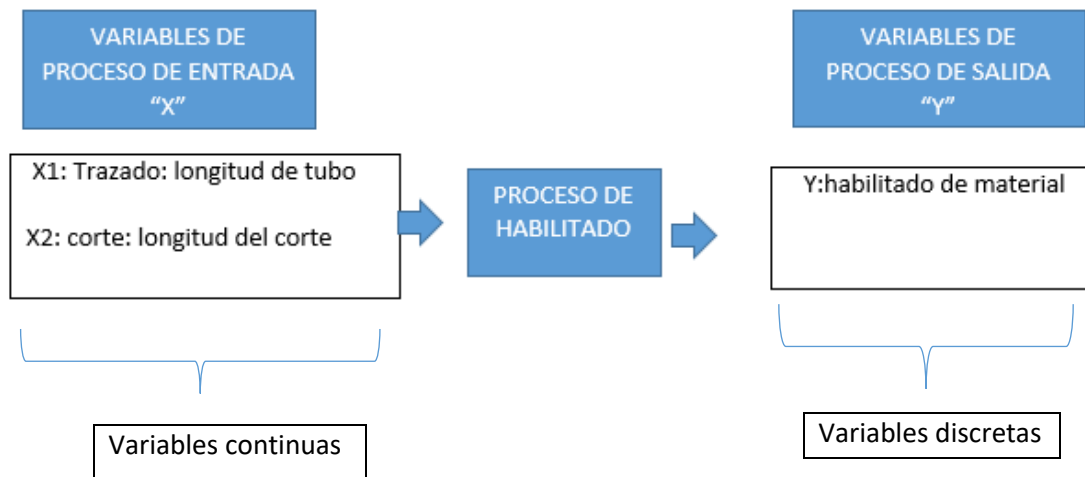 VARIABLES DE
PROCESO DE ENTRADA
“X”
VARIABLES DE
PROCESO DE SALIDA
“Y”
X1: Trazado: longitud de tubo
X2: corte: longitud del corte
PROCESO DE
HABILITADO
Y:habilitado de material
Variables continuas
Variables discretas